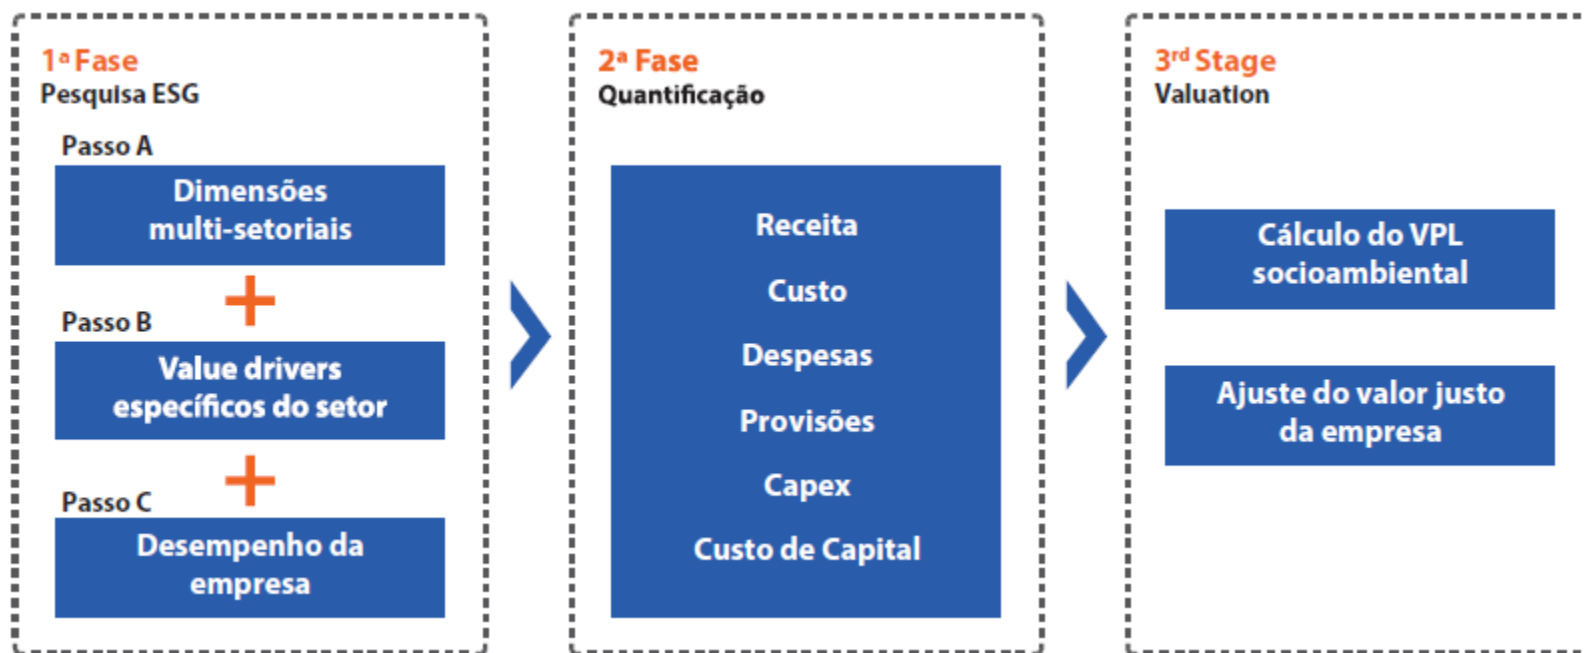 1ª Fase
Pesquisa ESG
Passo A
Dimensões
multi-setoriais
+
Passo B
Value drivers
específicos do setor
+
Passo C
Desempenho da
empresa
2ª Fase
Quantificação
Receita
Custo
Despesas
Provisões
Capex
Custo de Capital
3rd Stage
Valuation
Cálculo do VPL
socioambiental
Ajuste do valor justo
da empresa